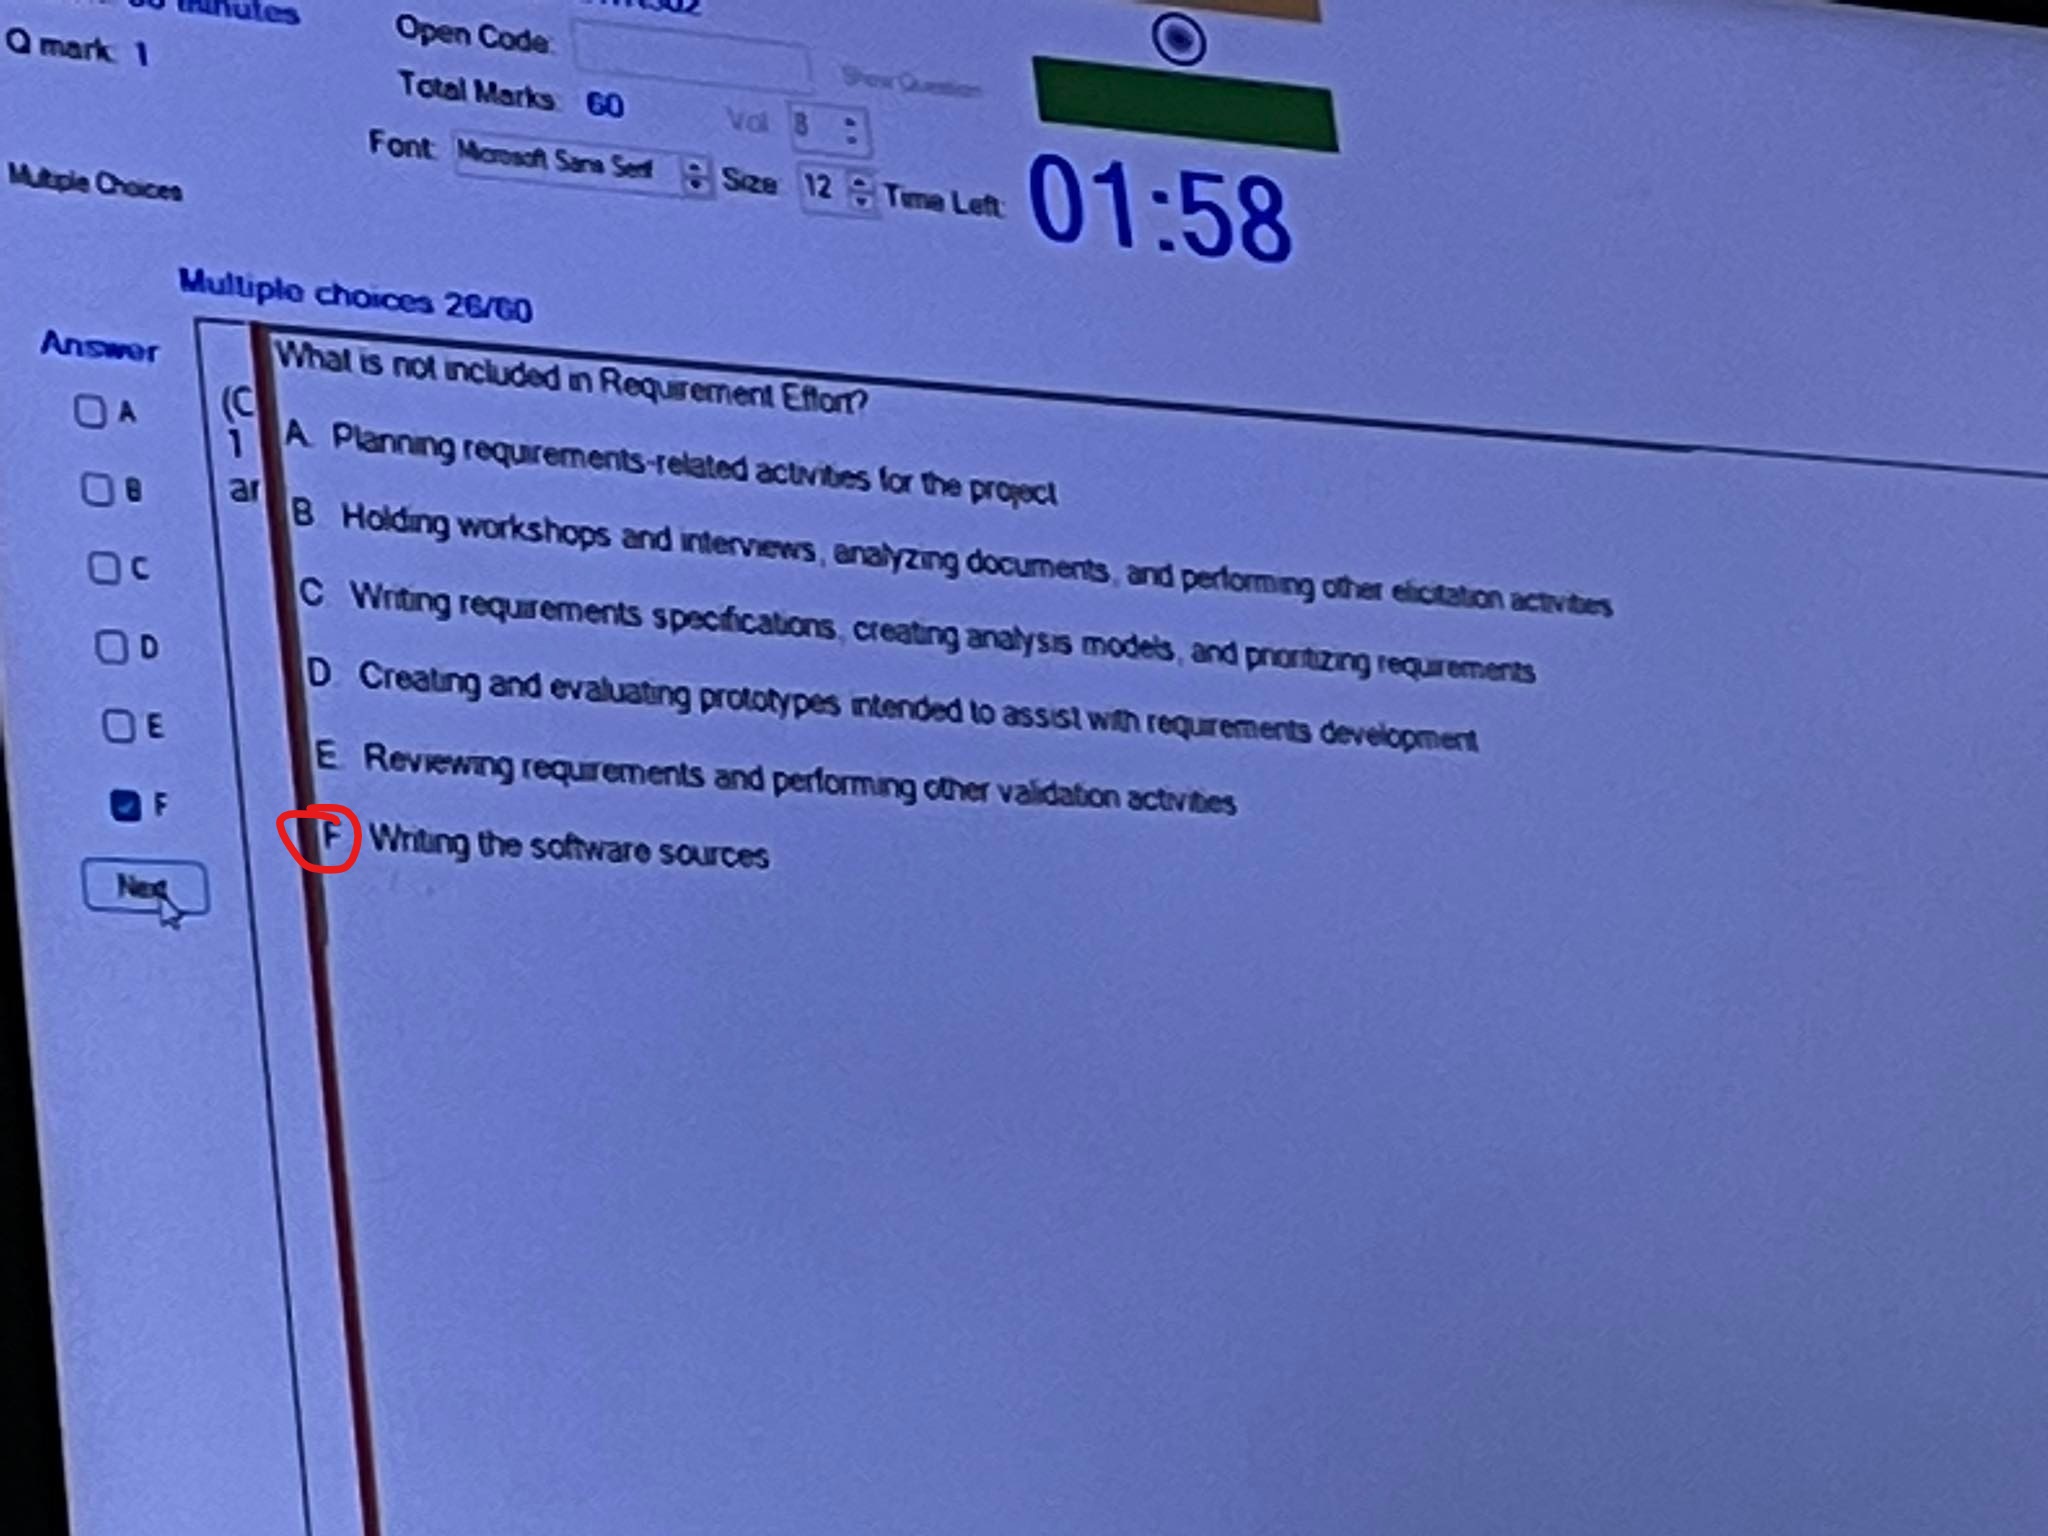 minutes
Q mark: 1
Open Code:
Show Question
Total Marks: 60
Vol 8
Font: Microsoft Sans Serif Size 12 Time Left: 01:58
Multiple Choices
Multiple choices 26/60
Answer
A
B
C
D
E
F
Next
(C
1
ar
What is not included in Requirement Effort?
A. Planning requirements-related activities for the project
B. Holding workshops and interviews, analyzing documents, and performing other elicitation activities
C. Writing requirements specifications, creating analysis models, and prioritizing requirements
D. Creating and evaluating prototypes intended to assist with requirements development
E. Reviewing requirements and performing other validation activities
F. Writing the software sources